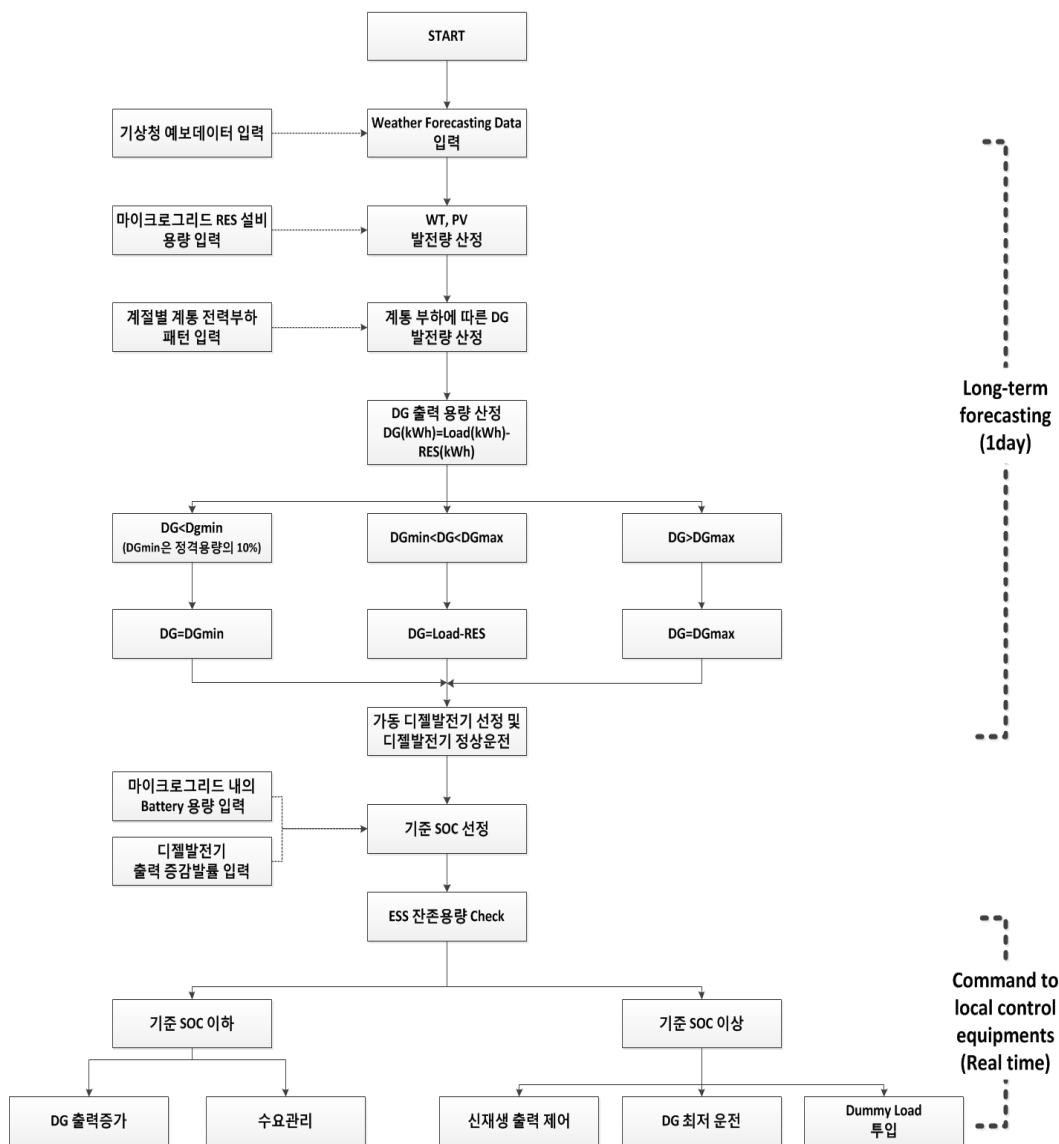 START
기상청 예보데이터 입력
Weather Forecasting Data
입력
마이크로그리드 RES 설비
용량 입력
WT, PV
발전량 산정
계절별 계통 전력부하
패턴 입력
계통 부하에 따른 DG
발전량 산정
DG 출력 용량 산정
DG(kWh)=Load(kWh)-
RES(kWh)
DG<Dgmin
(DGmin은 정격용량의 10%)
DGmin<DG<DGmax
DG>DGmax
DG=DGmin
DG=Load-RES
DG=DGmax
가동 디젤발전기 선정 및
디젤발전기 정상운전
마이크로그리드 내의
Battery 용량 입력
디젤발전기
출력 증감발률 입력
기준 SOC 선정
ESS 잔존용량 Check
기준 SOC 이하
기준 SOC 이상
DG 출력증가
수요관리
신재생 출력 제어
DG 최저 운전
Dummy Load
투입
Long-term
forecasting
(1day)
Command to
local control
equipments
(Real time)